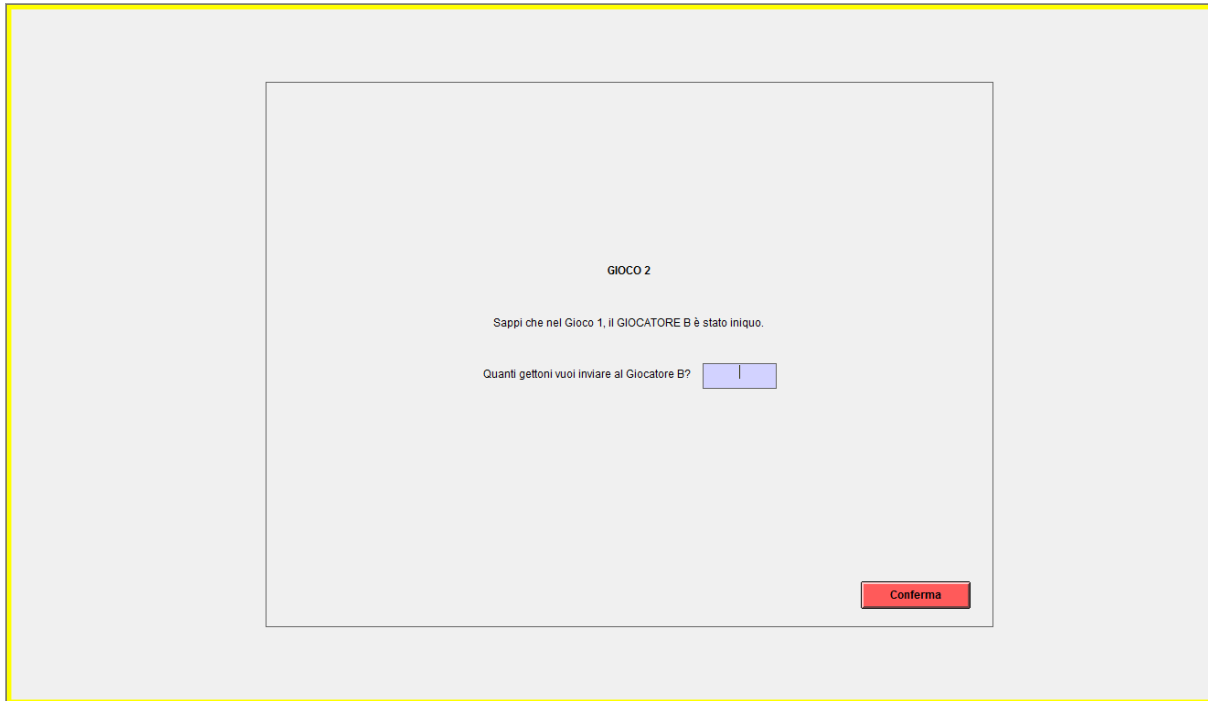 GIOCO 2
Sappi che nel Gioco 1, il GIOCATORE B è stato iniquo.
Quanti gettoni vuoi inviare al Giocatore B?
Conferma